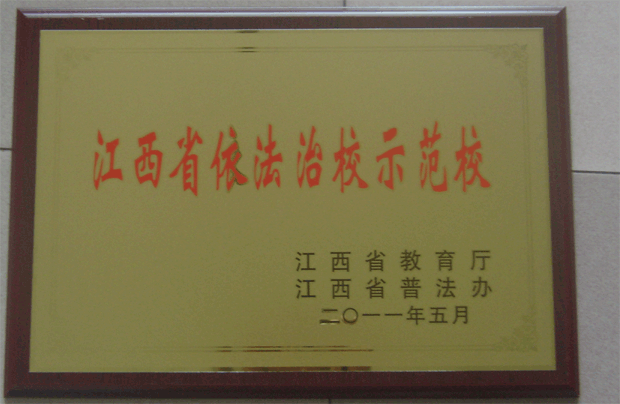 江西省依法治校示范校
江西省教育厅
江西省普法办
二〇一一年五月